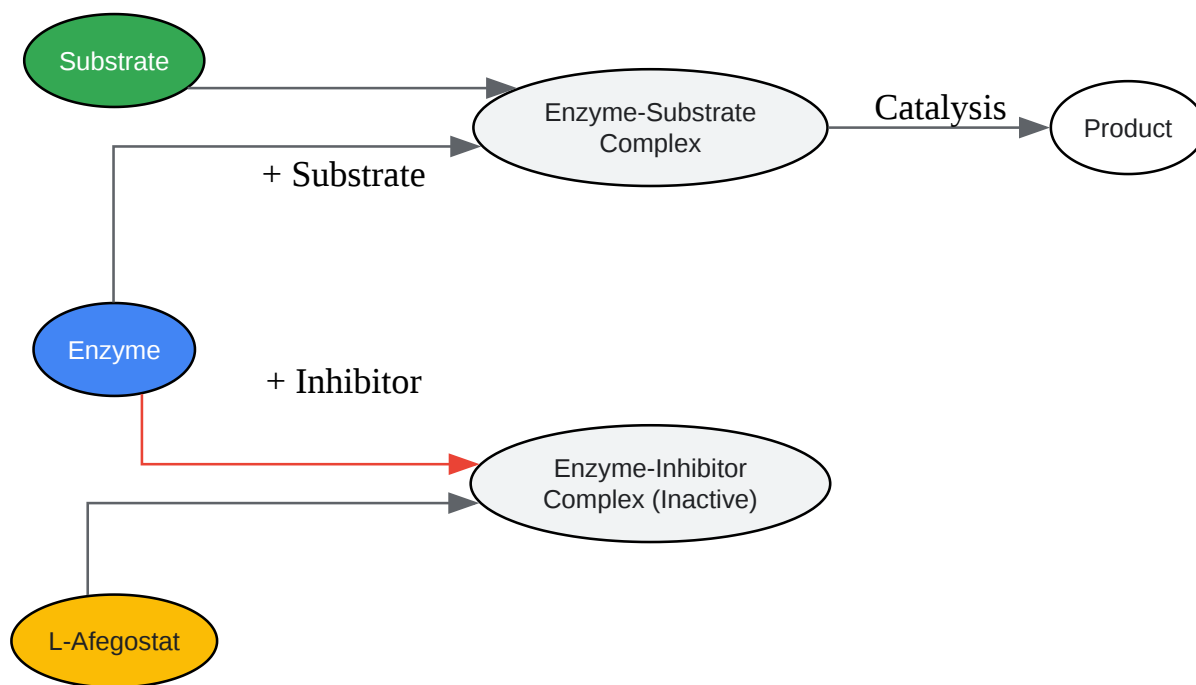 Substrate
Enzyme-Substrate
Complex
Catalysis
Product
+ Substrate
Enzyme
+ Inhibitor
Enzyme-Inhibitor
Complex (Inactive)
L-Afegostat